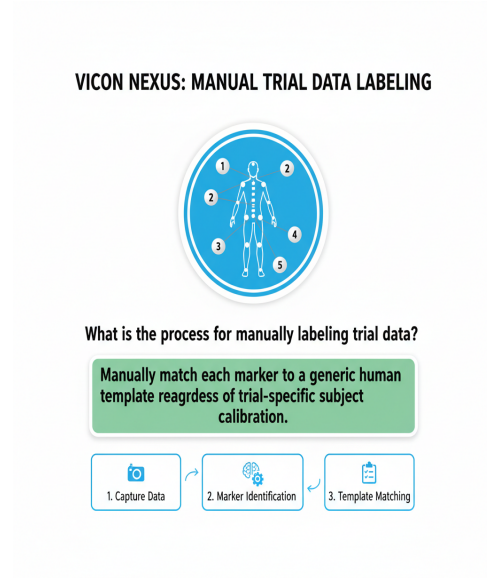 VICON NEXUS: MANUAL TRIAL DATA LABELING
1
2
2
3
4
5
What is the process for manually labeling trial data?
Manually match each marker to a generic human
template reagrdess of trial-specific subject
calibration.
1. Capture Data
2. Marker Identification
3. Template Matching